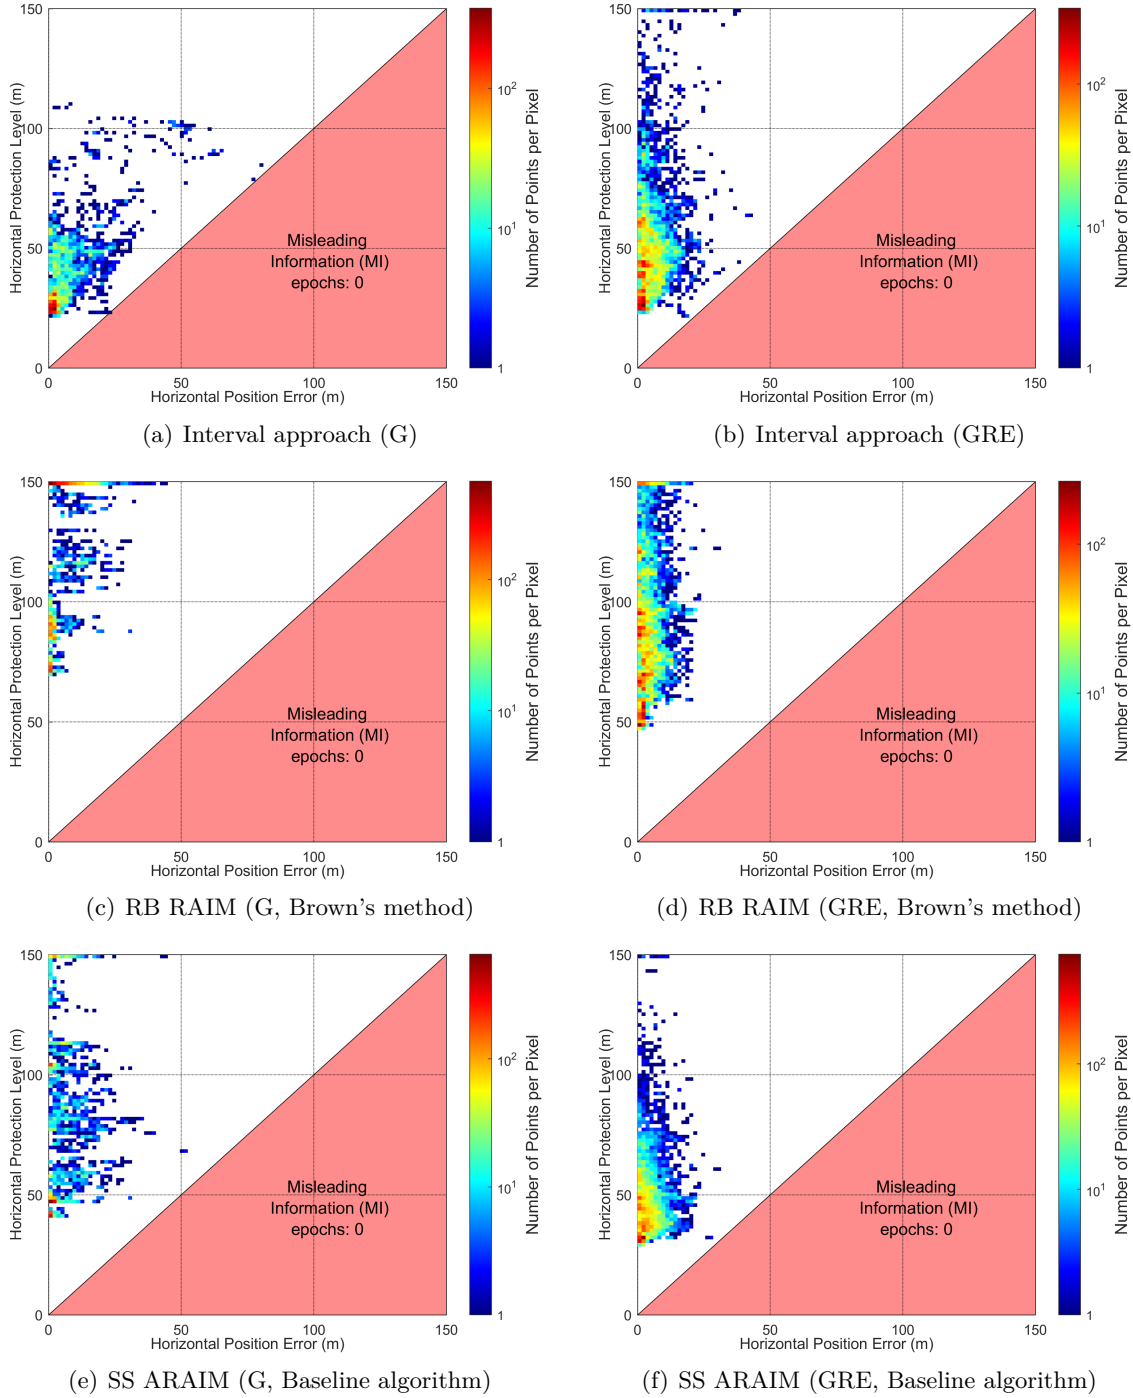 150
100
50
0
Horizontal Protection Level (m)
0 50 100 150
Horizontal Position Error (m)
Misleading
Information (MI)
epochs: 0
10²
10¹
1
Number of Points per Pixel
(a) Interval approach (G)
150
100
50
0
Horizontal Protection Level (m)
0 50 100 150
Horizontal Position Error (m)
Misleading
Information (MI)
epochs: 0
10²
10¹
1
Number of Points per Pixel
(b) Interval approach (GRE)
150
100
50
0
Horizontal Protection Level (m)
0 50 100 150
Horizontal Position Error (m)
Misleading
Information (MI)
epochs: 0
10²
10¹
1
Number of Points per Pixel
(c) RB RAIM (G, Brown's method)
150
100
50
0
Horizontal Protection Level (m)
0 50 100 150
Horizontal Position Error (m)
Misleading
Information (MI)
epochs: 0
10²
10¹
1
Number of Points per Pixel
(d) RB RAIM (GRE, Brown's method)
150
100
50
0
Horizontal Protection Level (m)
0 50 100 150
Horizontal Position Error (m)
Misleading
Information (MI)
epochs: 0
10²
10¹
1
Number of Points per Pixel
(e) SS ARAIM (G, Baseline algorithm)
150
100
50
0
Horizontal Protection Level (m)
0 50 100 150
Horizontal Position Error (m)
Misleading
Information (MI)
epochs: 0
10²
10¹
1
Number of Points per Pixel
(f) SS ARAIM (GRE, Baseline algorithm)